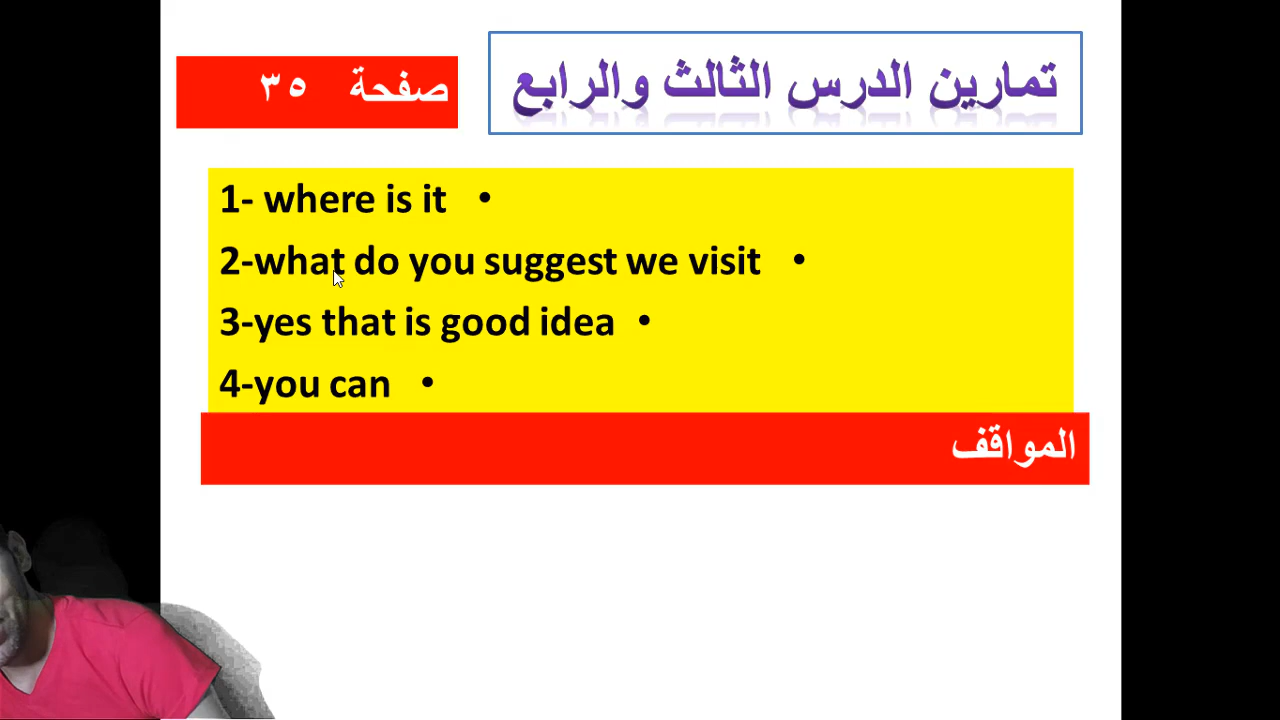 تمارين الدرس الثالث والرابع
صفحة ٣٥
1- where is it •
2-what do you suggest we visit •
3-yes that is good idea •
4-you can •
المواقف